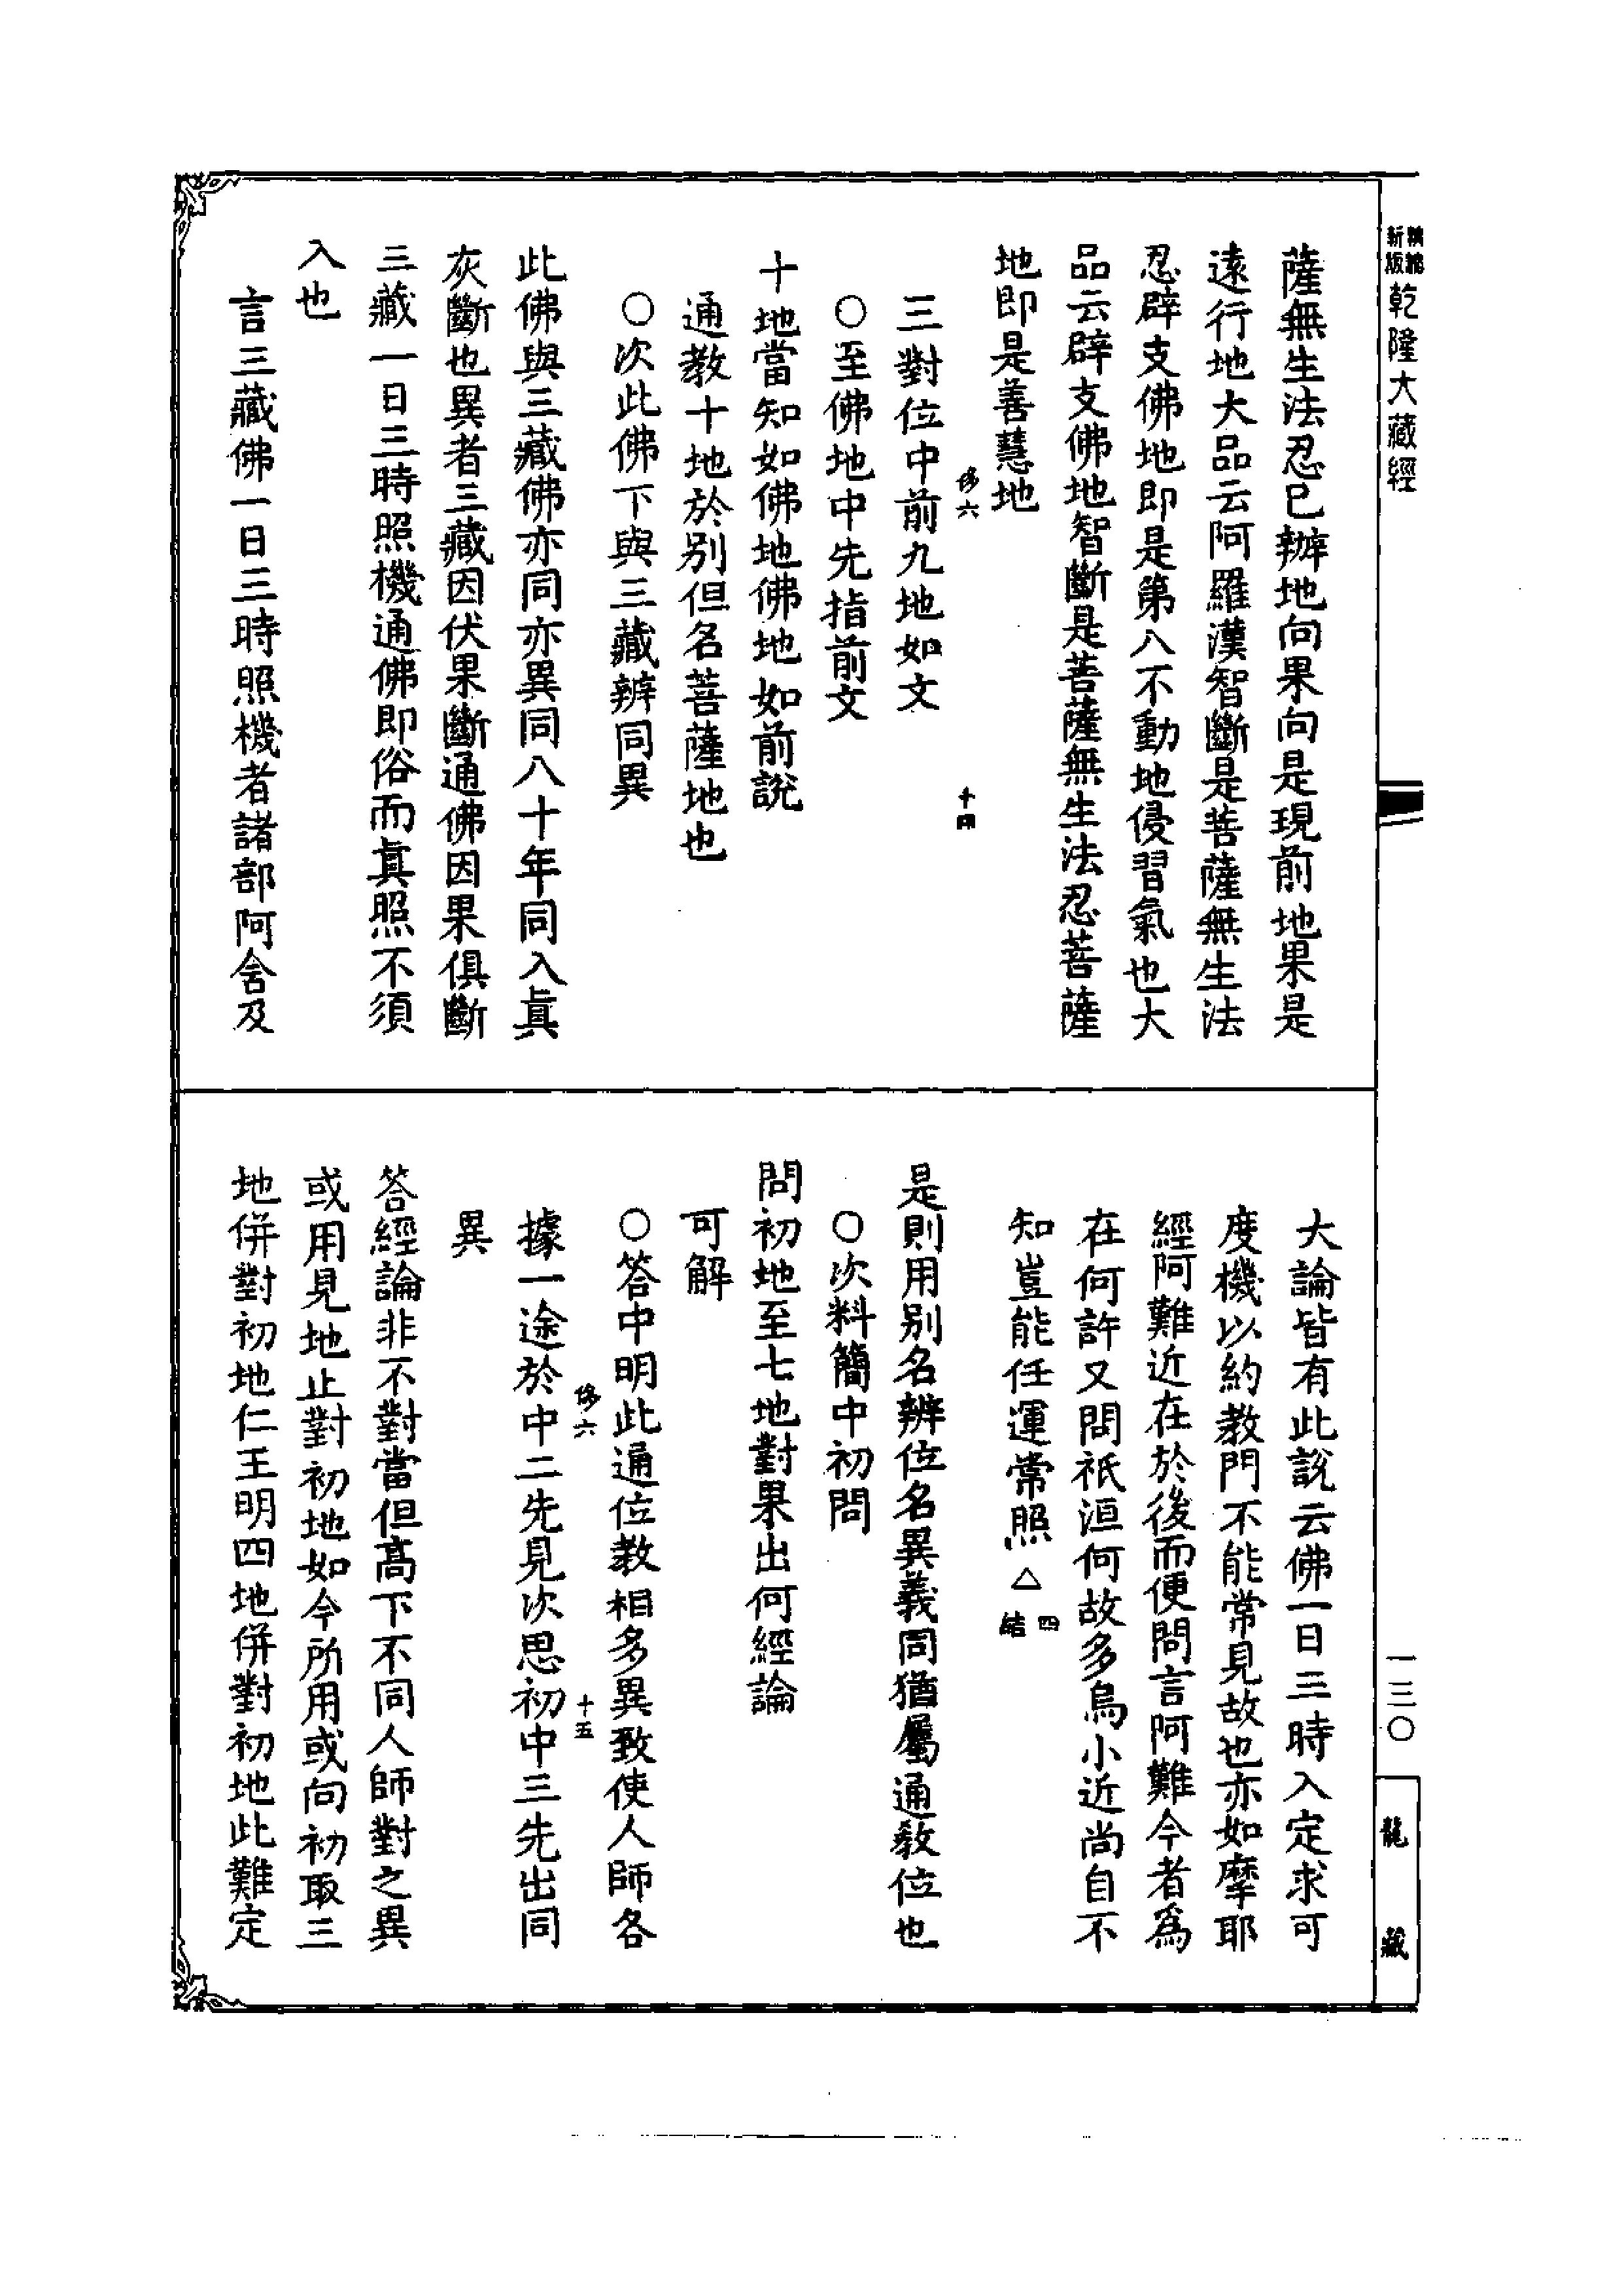 精縮
新版
乾隆大藏經
薩無生法忍已辦地向果向是現前地果是
遠行地大品云阿羅漢智斷是菩薩無生法
忍辟支佛地即是第八不動地侵習氣也大
品云辟支佛地智斷是菩薩無生法忍菩薩
地即是善慧地
三對位中前九地如文
○至佛地中先指前文
十地當知如佛地佛地如前說
通教十地於別但名菩薩地也
○次此佛下與三藏辨同異
此佛與三藏佛亦同亦異同八十年同入真
灰斷也異者三藏因伏果斷通佛因果俱斷
三藏一日三時照機通佛即俗而真照不須
入也
言三藏佛一日三時照機者諸部阿含及
大論皆有此說云佛一日三時入定求可
度機以約教門不能常見故也亦如摩耶
經阿難近在於後而便問言阿難今者為
在何許又問祇洹何故多烏小近尚自不
知豈能任運常照 △四結
是則用別名辨位名異義同猶屬通教位也
○次料簡中初問
問初地至七地對果出何經論
可解
○答中明此通位教相多異致使人師各
據一途於中二先見次思初中三先出同
異
答經論非不對當但高下不同人師對之異
或用見地止對初地如今所用或向初取三
地併對初地仁王明四地併對初地此難定
六
十四
六
十五
一三〇
龍藏